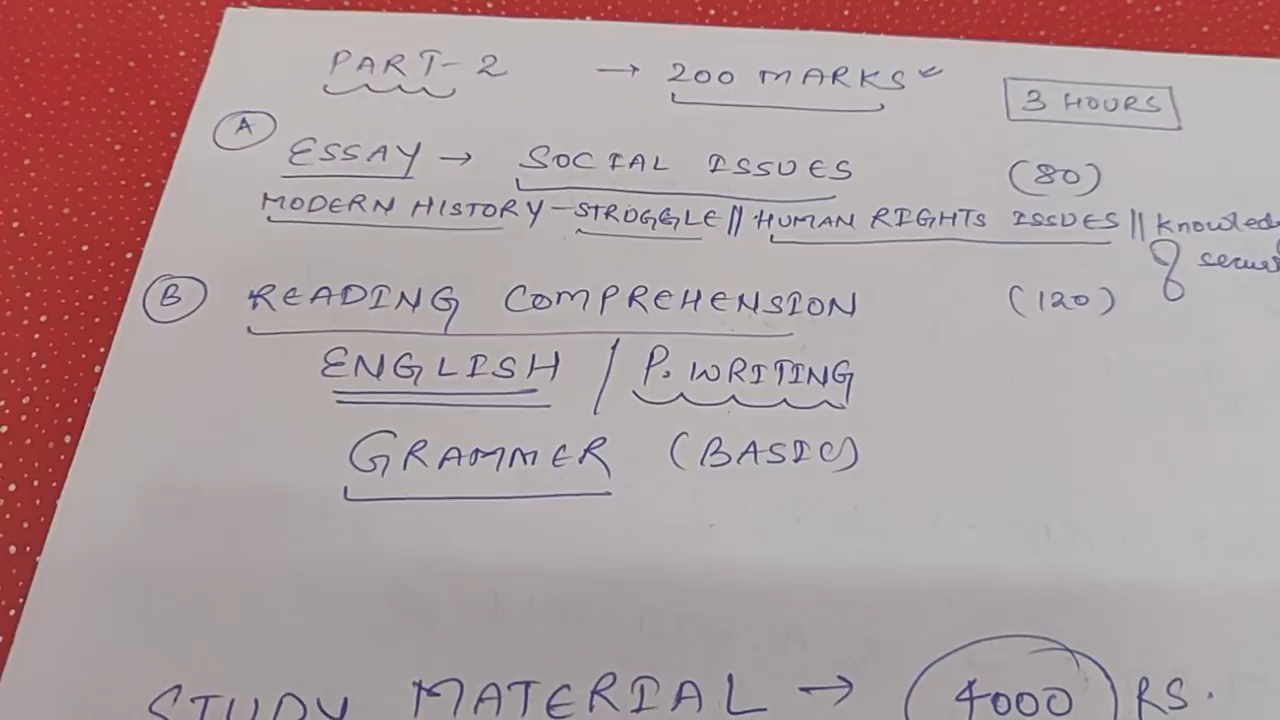 PART-2 → 200 MARKS 3 HOURS
A ESSAY → SOCIAL ISSUES (80)
MODERN HISTORY - STRUGGLE || HUMAN RIGHTS ISSUES ||
B READING COMPREHENSION (120)
ENGLISH / P. WRITING
GRAMMER (BASIC)
STUDY MATERIAL → 4000 RS.